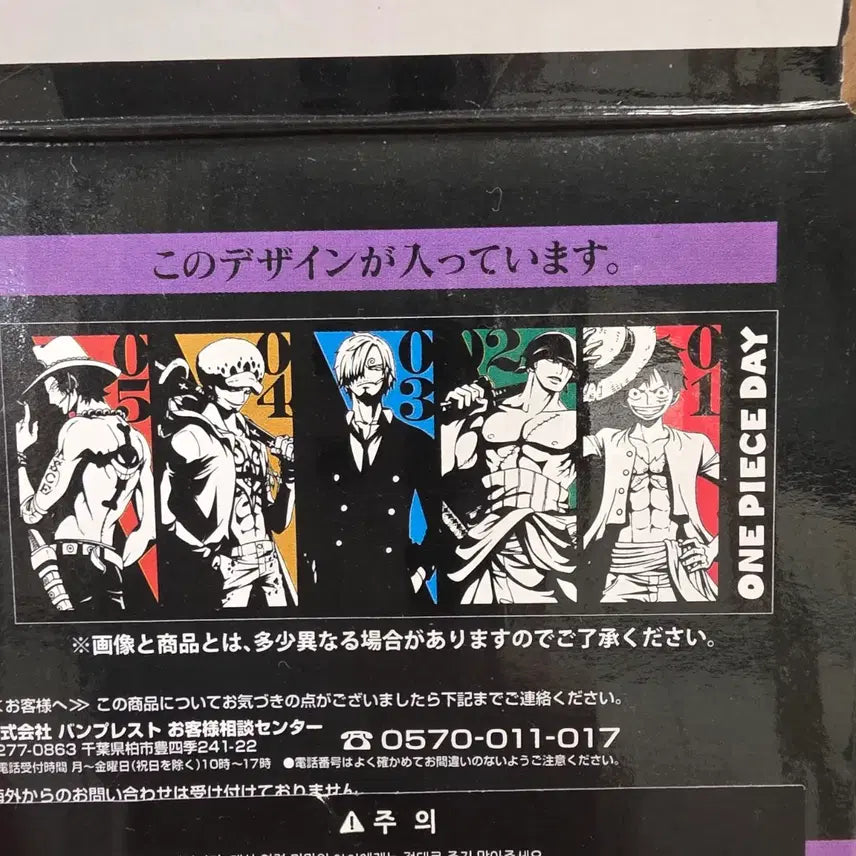 このデザインが入っています。
05 04 03 02 01
ONE PIECE DAY
※画像と商品とは、多少異なる場合がありますのでご了承ください。
お客様へ≫ この商品についてお気づきの点がございましたら下記までご連絡ください。
式会社 バンプレスト お客様相談センター
277-0863 千葉県柏市豊四季241-22
☎0570-011-017
電話受付時間 月〜金曜日(祝日を除く)10時〜17時 ●電話番号はよく確かめてお間違いのないようご注意ください。
海外からのお問い合わせは受け付けておりません
⚠주 의